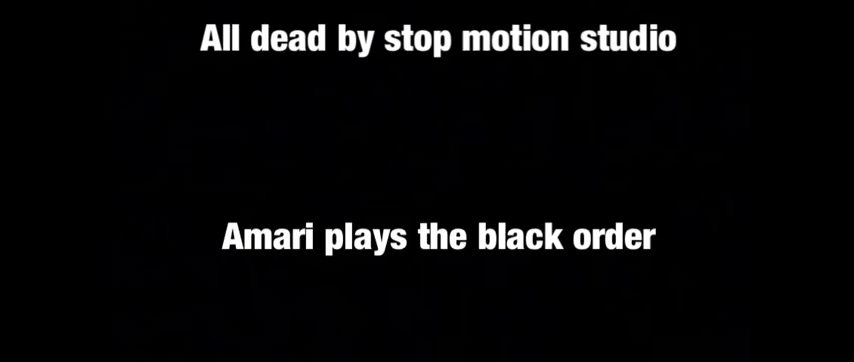 All dead by stop motion studio
Amari plays the black order